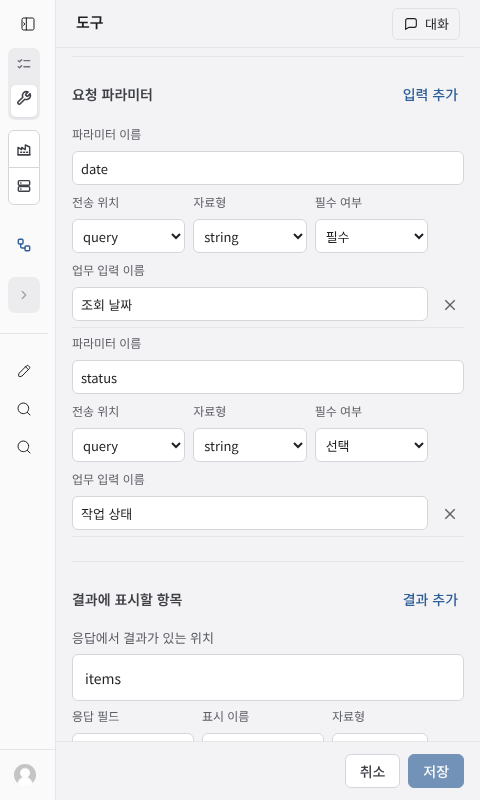 도구
대화
요청 파라미터
입력 추가
파라미터 이름
date
전송 위치 자료형 필수 여부
query string 필수
업무 입력 이름
조회 날짜
파라미터 이름
status
전송 위치 자료형 필수 여부
query string 선택
업무 입력 이름
작업 상태
결과에 표시할 항목
결과 추가
응답에서 결과가 있는 위치
items
응답 필드 표시 이름 자료형
취소
저장